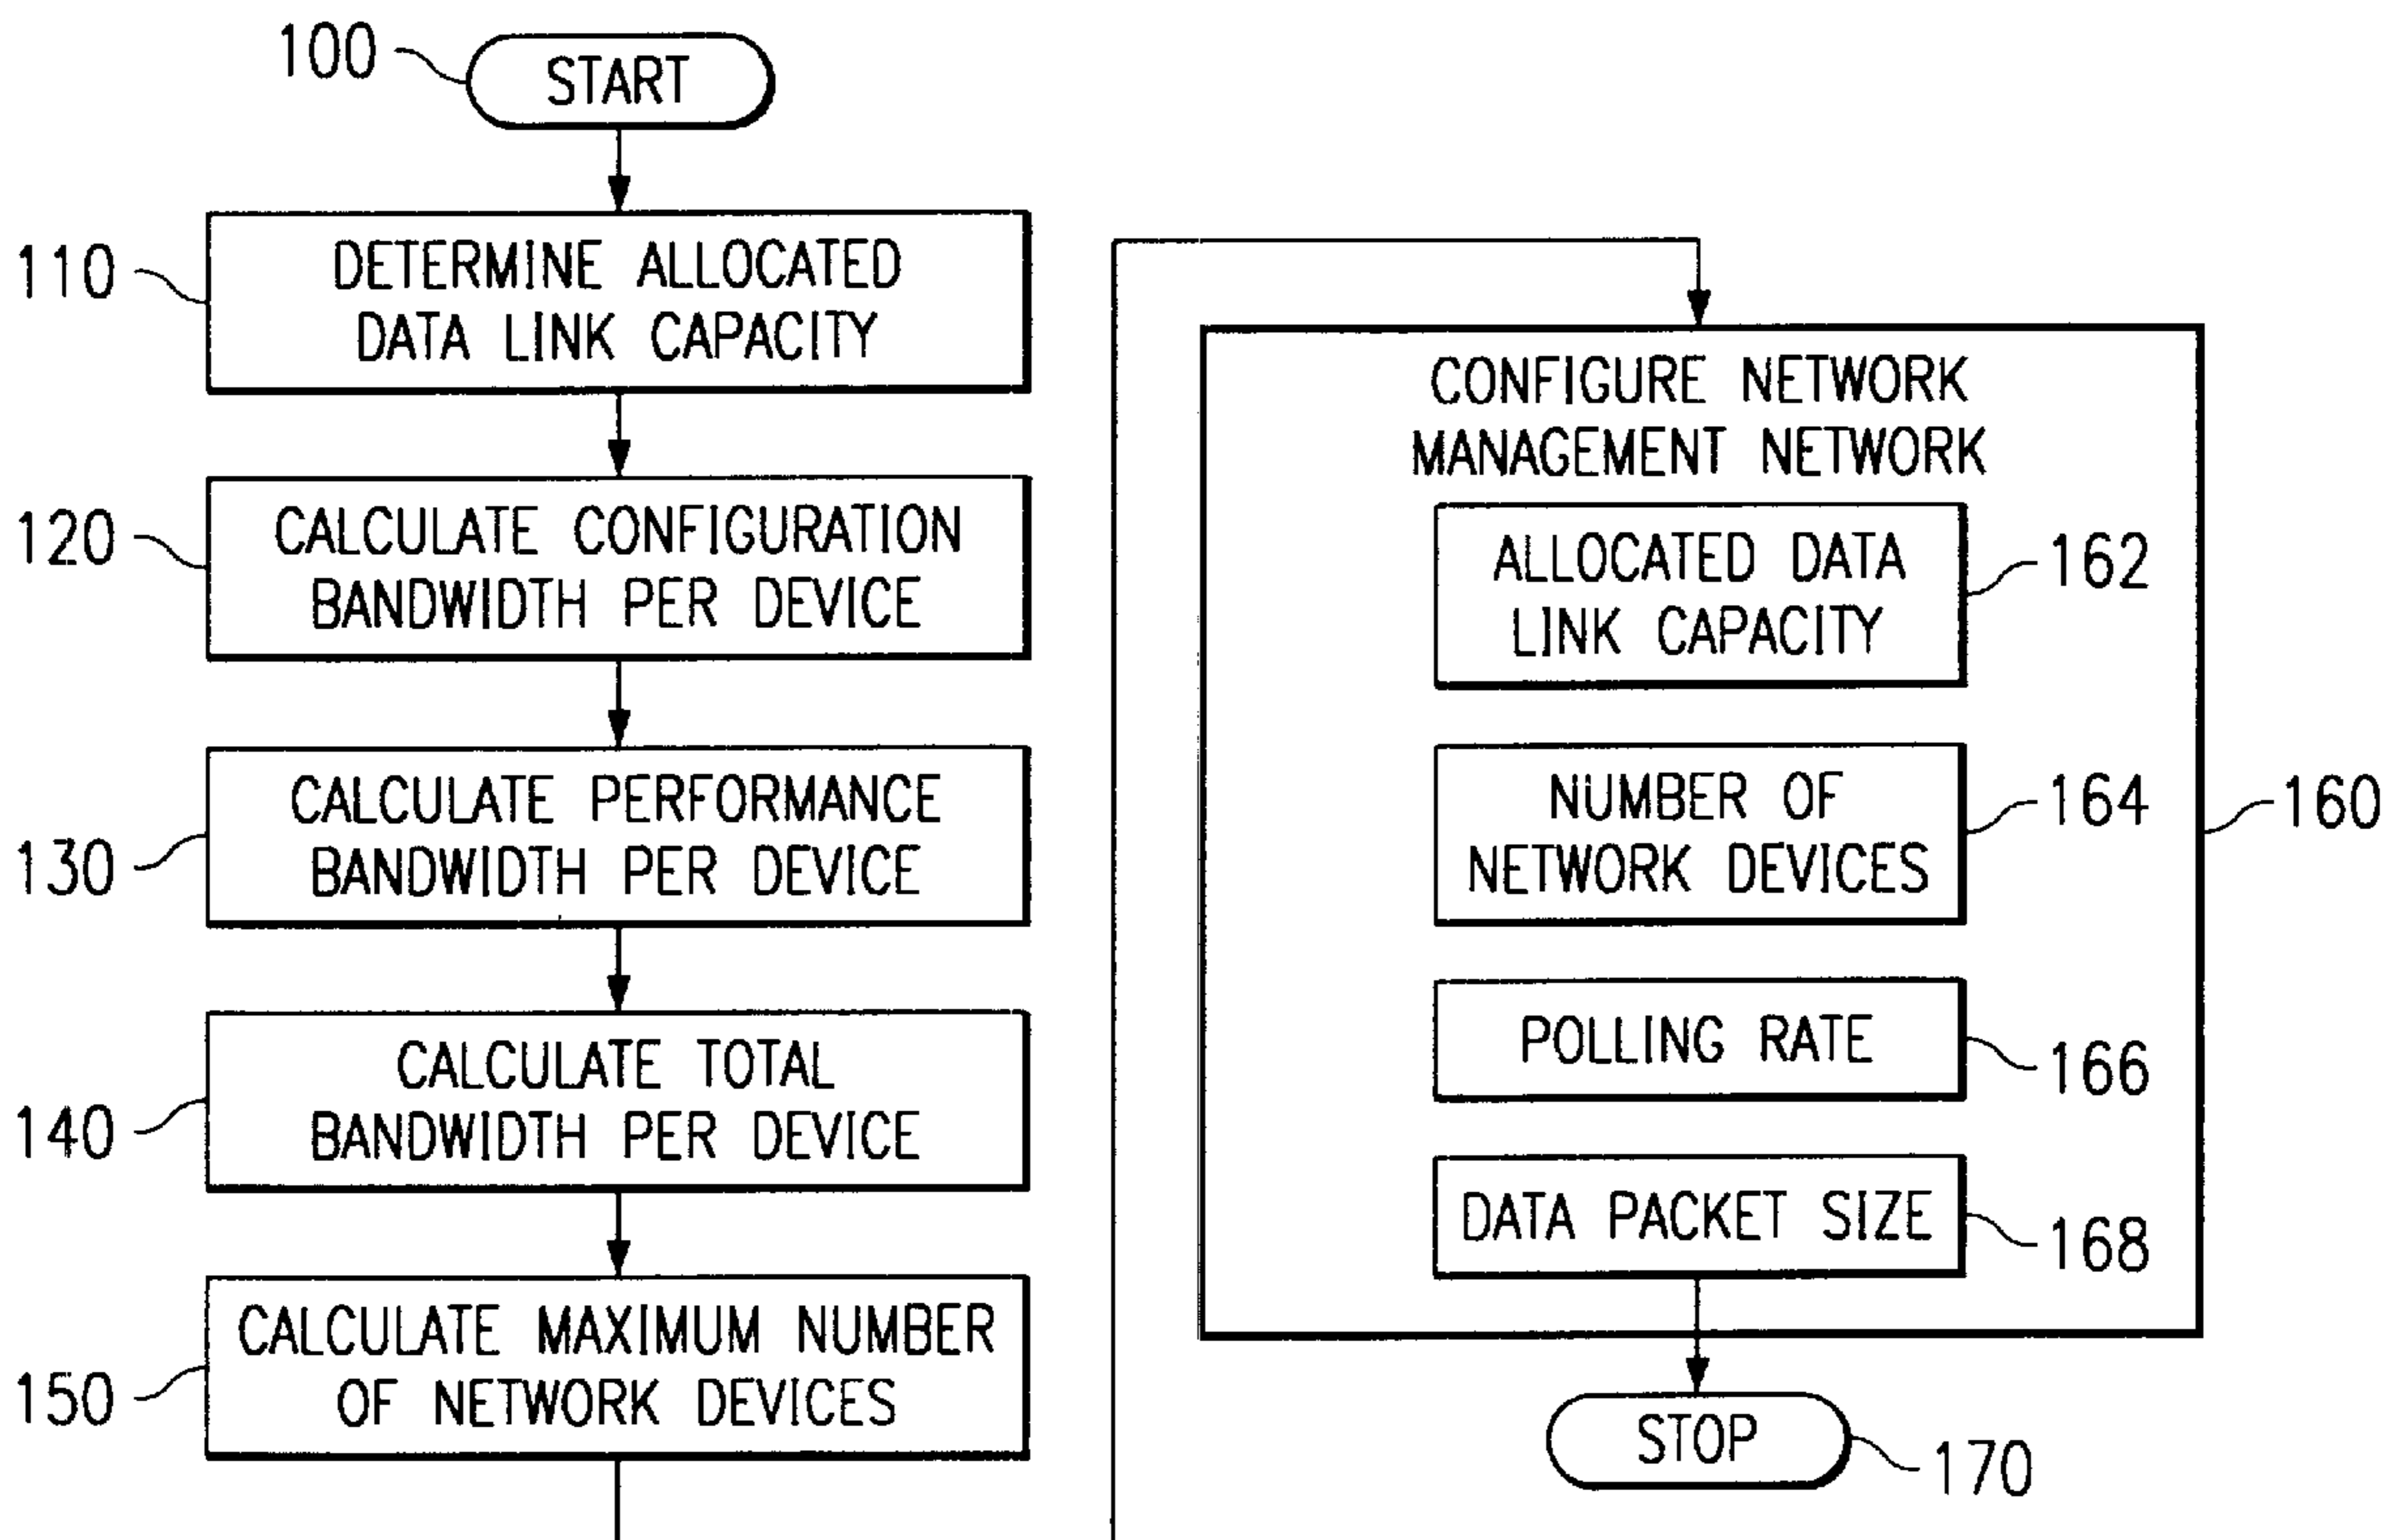 100
START
110
DETERMINE ALLOCATED
DATA LINK CAPACITY
120
CALCULATE CONFIGURATION
BANDWIDTH PER DEVICE
130
CALCULATE PERFORMANCE
BANDWIDTH PER DEVICE
140
CALCULATE TOTAL
BANDWIDTH PER DEVICE
150
CALCULATE MAXIMUM NUMBER
OF NETWORK DEVICES
CONFIGURE NETWORK
MANAGEMENT NETWORK
160
ALLOCATED DATA
LINK CAPACITY
162
NUMBER OF
NETWORK DEVICES
164
POLLING RATE
166
DATA PACKET SIZE
168
STOP
170